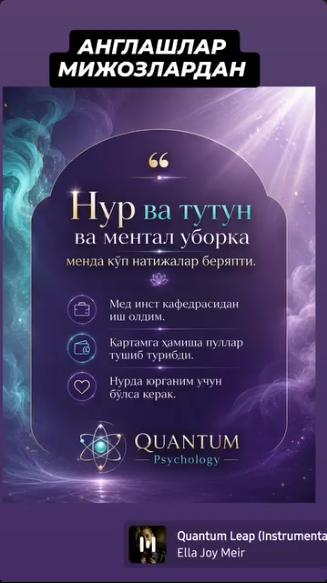 АНГЛАШЛАР
МИЖОЗЛАРДАН
“
Нур ва тутун
ва ментал уборка
менда кўп натижалар беряпти.
Мед инст кафедрасидан
иш олдим.
Картамга ҳамиша пуллар
тушиб турибди.
Нурда юрганим учун
бўлса керак.
QUANTUM
Psychology
Quantum Leap (Instrumenta
Ella Joy Meir